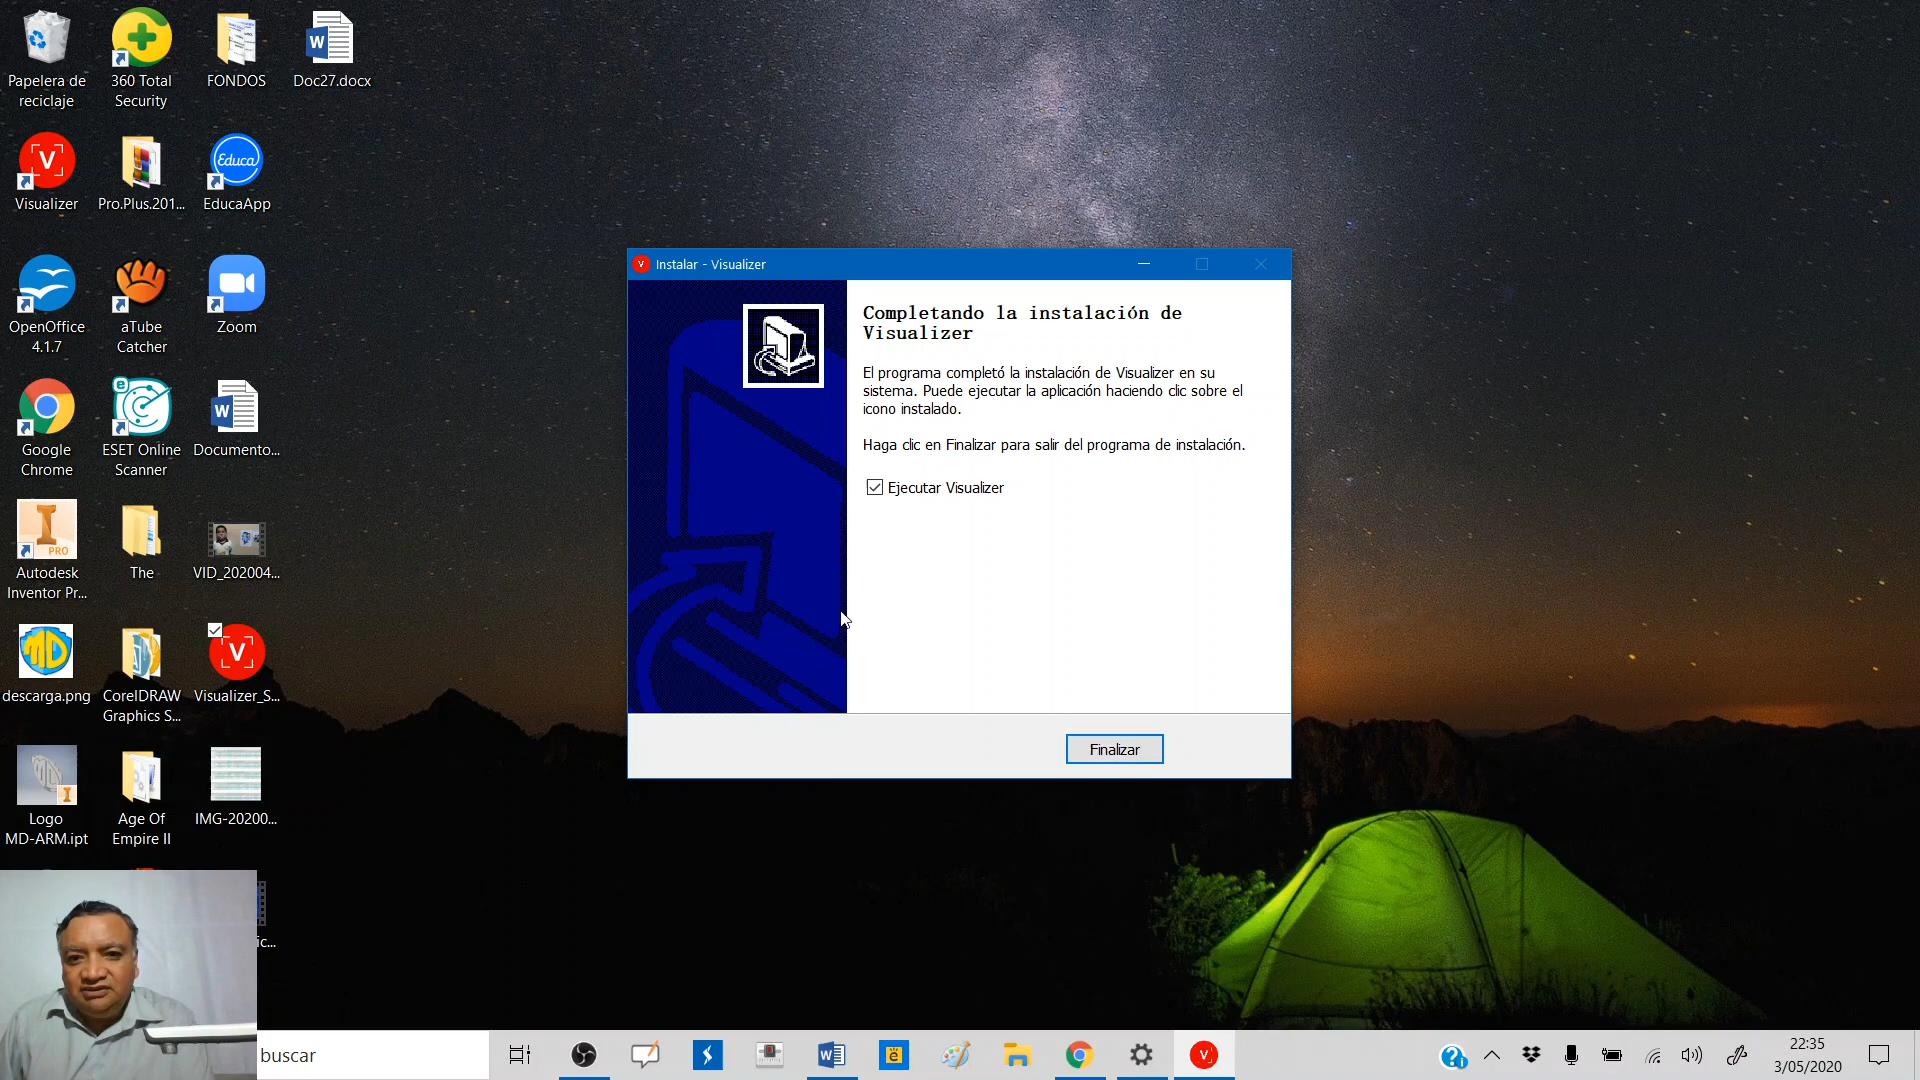 Papelera de
reciclaje
360 Total
Security
FONDOS
Doc27.docx
Visualizer
Pro.Plus.201...
EducaApp
OpenOffice
4.1.7
aTube
Catcher
Zoom
Google
Chrome
ESET Online
Scanner
Documento...
Autodesk
Inventor Pr...
The
VID_202004...
descarga.png
CorelDRAW
Graphics S...
Visualizer_S...
Logo
MD-ARM.ipt
Age Of
Empire II
IMG-20200...
ic...
Instalar - Visualizer
Completando la instalación de
Visualizer
El programa completó la instalación de Visualizer en su
sistema. Puede ejecutar la aplicación haciendo clic sobre el
icono instalado.
Haga clic en Finalizar para salir del programa de instalación.
Ejecutar Visualizer
Finalizar
buscar
22:35
3/05/2020